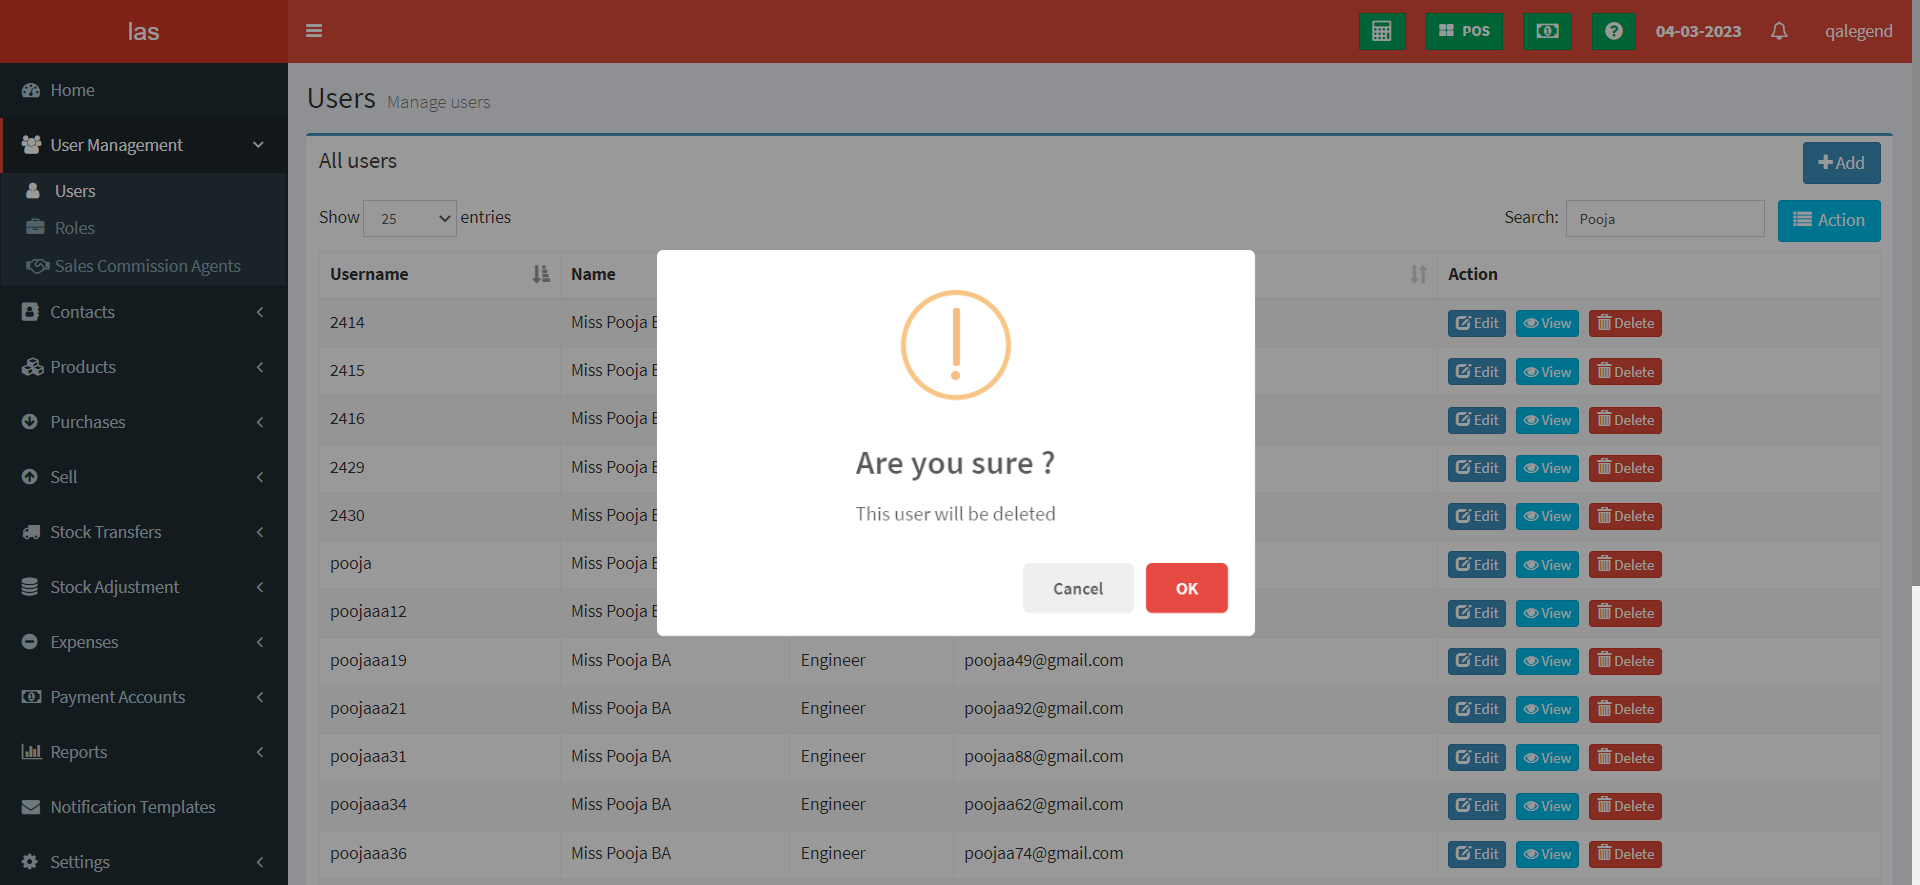 las
POS
04-03-2023
qalegend
Home
User Management
Users
Roles
Sales Commission Agents
Contacts
Products
Purchases
Sell
Stock Transfers
Stock Adjustment
Expenses
Payment Accounts
Reports
Notification Templates
Settings
Users Manage users
All users
Add
Show 25 entries
Search: Pooja
Action
Username Name Action
2414 Miss Pooja Edit View Delete
2415 Miss Pooja Edit View Delete
2416 Miss Pooja Edit View Delete
2429 Miss Pooja Edit View Delete
2430 Miss Pooja Edit View Delete
pooja Miss Pooja Edit View Delete
poojaaa12 Miss Pooja Edit View Delete
poojaaa19 Miss Pooja BA Engineer poojaa49@gmail.com Edit View Delete
poojaaa21 Miss Pooja BA Engineer poojaa92@gmail.com Edit View Delete
poojaaa31 Miss Pooja BA Engineer poojaa88@gmail.com Edit View Delete
poojaaa34 Miss Pooja BA Engineer poojaa62@gmail.com Edit View Delete
poojaaa36 Miss Pooja BA Engineer poojaa74@gmail.com Edit View Delete
Are you sure ?
This user will be deleted
Cancel
OK